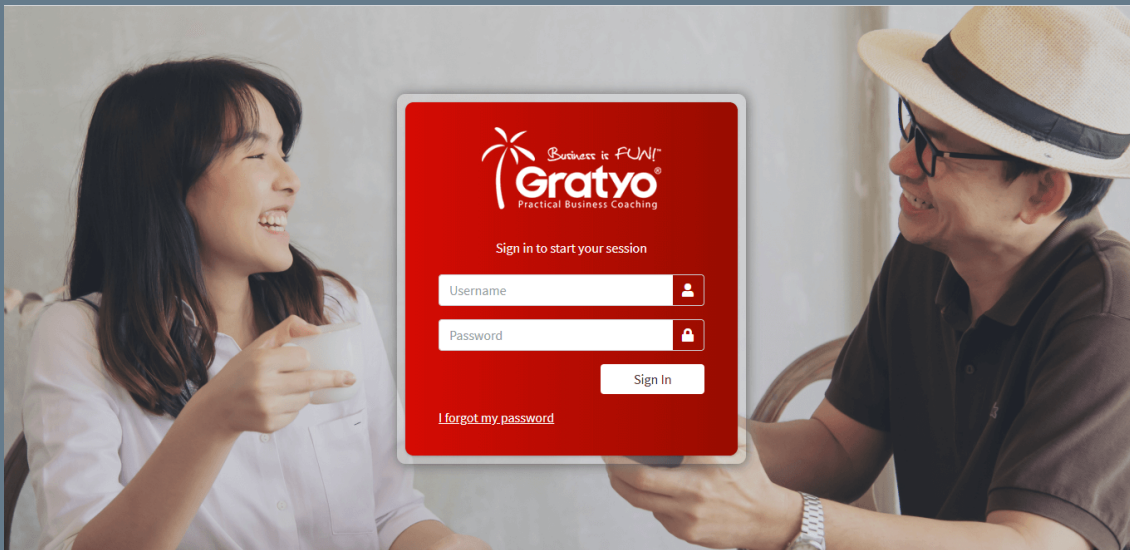 Business is FUN!™
Gratyo®
Practical Business Coaching
Sign in to start your session
Username
Password
Sign In
I forgot my password